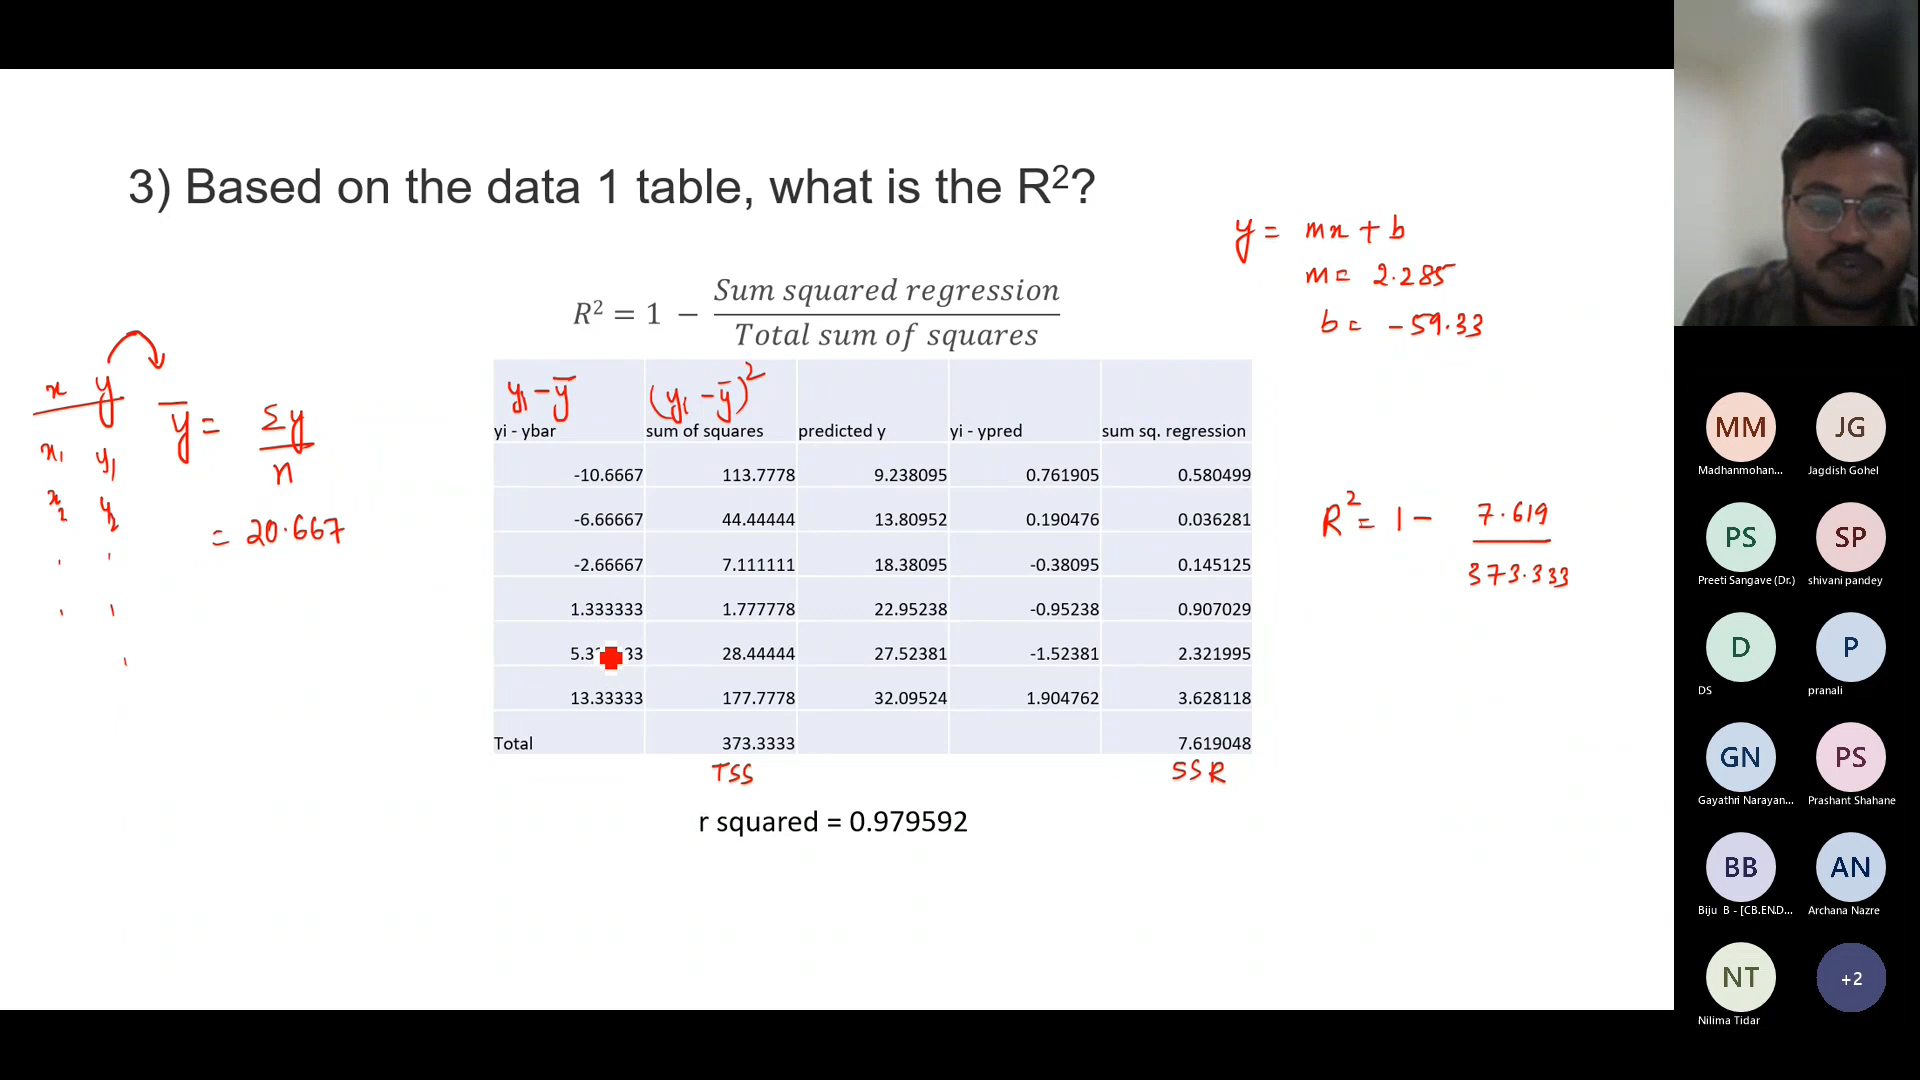 3) Based on the data 1 table, what is the R²?
y = mx + b
m = 2.285
b = -59.33
R² = 1 − Sum squared regression / Total sum of squares
x y
x₁ y₁
x₂ y₂
ȳ = Σy / n
= 20.667
yᵢ - ȳ (yᵢ - ȳ)²
yi - ybar sum of squares predicted y yi - ypred sum sq. regression
-10.6667 113.7778 9.238095 0.761905 0.580499
-6.66667 44.44444 13.80952 0.190476 0.036281
-2.66667 7.111111 18.38095 -0.38095 0.145125
1.333333 1.777778 22.95238 -0.95238 0.907029
28.44444 27.52381 -1.52381 2.321995
13.33333 177.7778 32.09524 1.904762 3.628118
Total 373.3333 7.619048
TSS SSR
r squared = 0.979592
R² = 1 - 7.619 / 373.333
MM JG
Madhanmohan... Jagdish Gohel
PS SP
Preeti Sangave (Dr.) shivani pandey
D P
DS pranali
GN PS
Gayathri Narayan... Prashant Shahane
BB AN
Biju B - [CB.EN.D... Archana Nazre
NT +2
Nilima Tidar